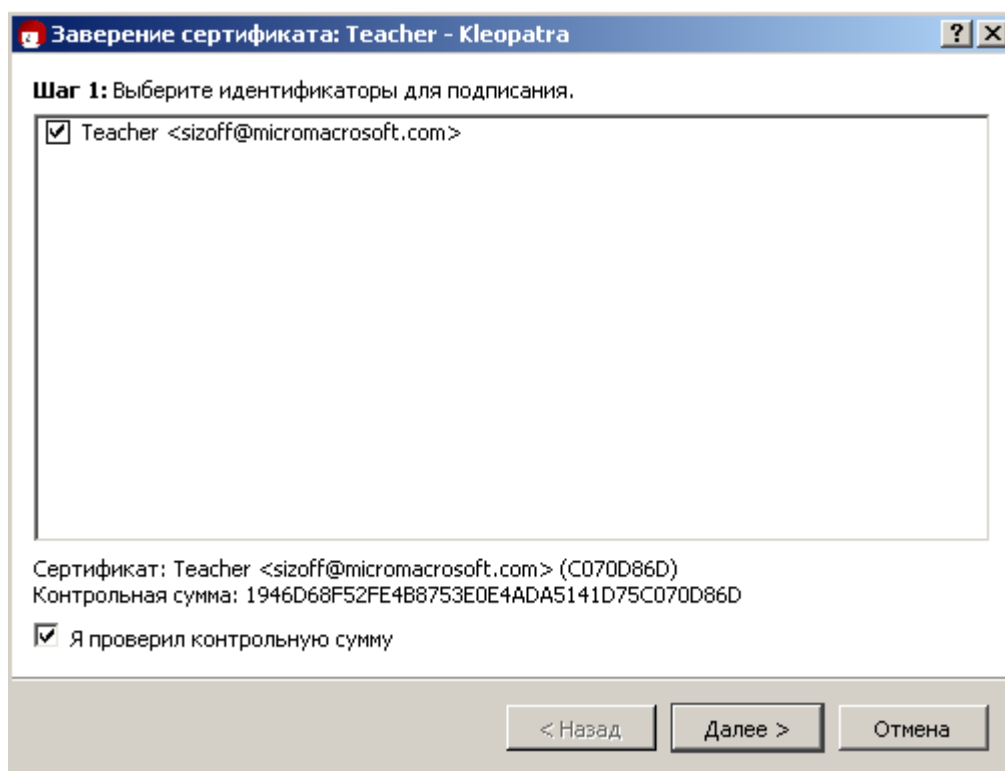 Заверение сертификата: Teacher - Kleopatra
Шаг 1: Выберите идентификаторы для подписания.
Teacher <sizoff@micromacrosoft.com>
Сертификат: Teacher <sizoff@micromacrosoft.com> (C070D86D)
Контрольная сумма: 1946D68F52FE4B8753E0E4ADA5141D75C070D86D
Я проверил контрольную сумму
< Назад Далее > Отмена